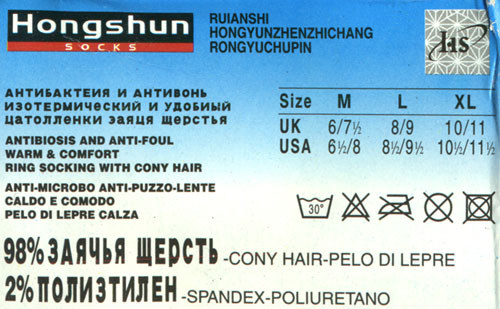 Hongshun
SOCKS
RUIANSHI
HONGYUNZHENZHICHANG
RONGYUCHUPIN
HS
АНТИБАКТЕИЯ И АНТИВОНЬ
ИЗОТЕРМИЧЕСКИЙ И УДОБИЫЙ
ЦАТОЛЛЕНКИ ЗАЯЦЯ ЩЕРСТЬЯ
ANTIBIOSIS AND ANTI-FOUL
WARM & COMFORT
RING SOCKING WITH CONY HAIR
ANTI-MICROBO ANTI-PUZZO-LENTE
CALDO E COMODO
PELO DI LEPRE CALZA
Size M L XL
UK 6/7½ 8/9 10/11
USA 6½/8 8½/9½ 10½/11½
30°
98% ЗАЯЧЬЯ ЩЕРСТЬ -CONY HAIR-PELO DI LEPRE
2% ПОЛИЗТИЛЕН -SPANDEX-POLIURETANO